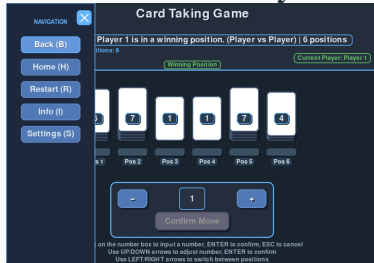 Card Taking Game
NAVIGATION
Back (B)
Home (H)
Restart (R)
Info (I)
Settings (S)
Player 1 is in a winning position. (Player vs Player) | 6 positions
itions: 6
Winning Position
Current Player: Player 1
7 1 1 7 4
s 1 Pos 2 Pos 3 Pos 4 Pos 5 Pos 6
− 1 +
Confirm Move
on the number box to input a number, ENTER to confirm, ESC to cancel
Use UP/DOWN arrows to adjust number, ENTER to confirm
Use LEFT/RIGHT arrows to switch between positions